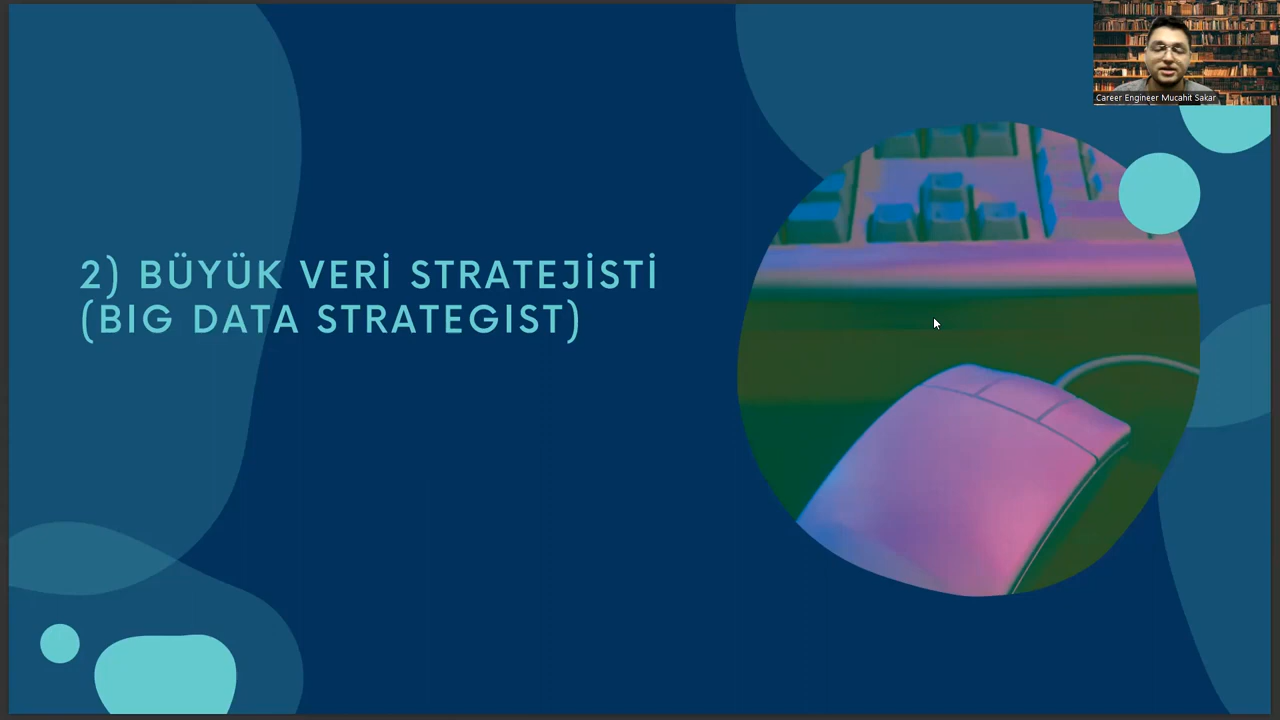 Career Engineer Mucahit Sakar
2) BÜYÜK VERİ STRATEJİSTİ
(BIG DATA STRATEGIST)